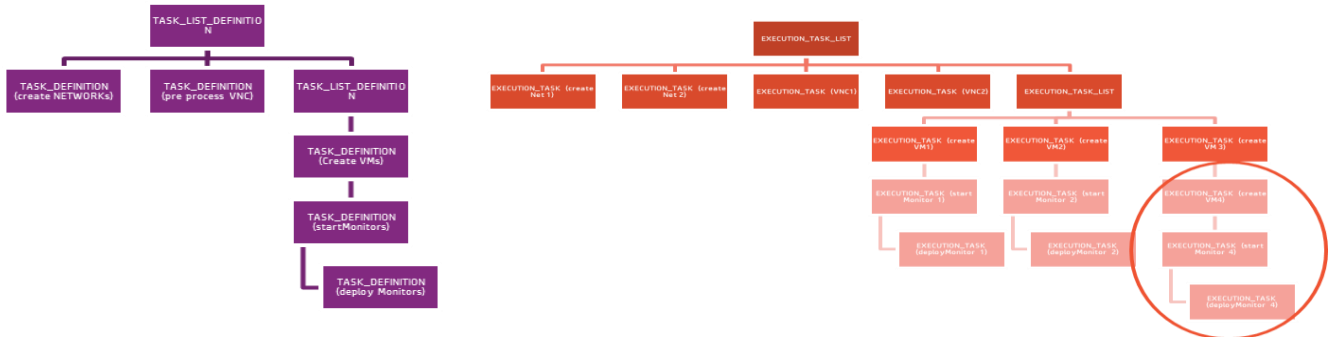 TASK_LIST_DEFINITIO
N
TASK_DEFINITION
(create NETWORKs)
TASK_DEFINITION
(pre process VNC)
TASK_LIST_DEFINITIO
N
TASK_DEFINITION
(Create VMs)
TASK_DEFINITION
(startMonitors)
TASK_DEFINITION
(deploy Monitors)
EXECUTION_TASK_LIST
EXECUTION_TASK (create
Net 1)
EXECUTION_TASK (create
Net 2)
EXECUTION_TASK (VNC1)
EXECUTION_TASK (VNC2)
EXECUTION_TASK_LIST
EXECUTION_TASK (create
VM1)
EXECUTION_TASK (create
VM2)
EXECUTION_TASK (create
VM 3)
EXECUTION_TASK (start
Monitor 1)
EXECUTION_TASK (start
Monitor 2)
EXECUTION_TASK (create
VM4)
EXECUTION_TASK
(deployMonitor 1)
EXECUTION_TASK
(deployMonitor 2)
EXECUTION_TASK (start
Monitor 4)
EXECUTION_TASK
(deployMonitor 4)